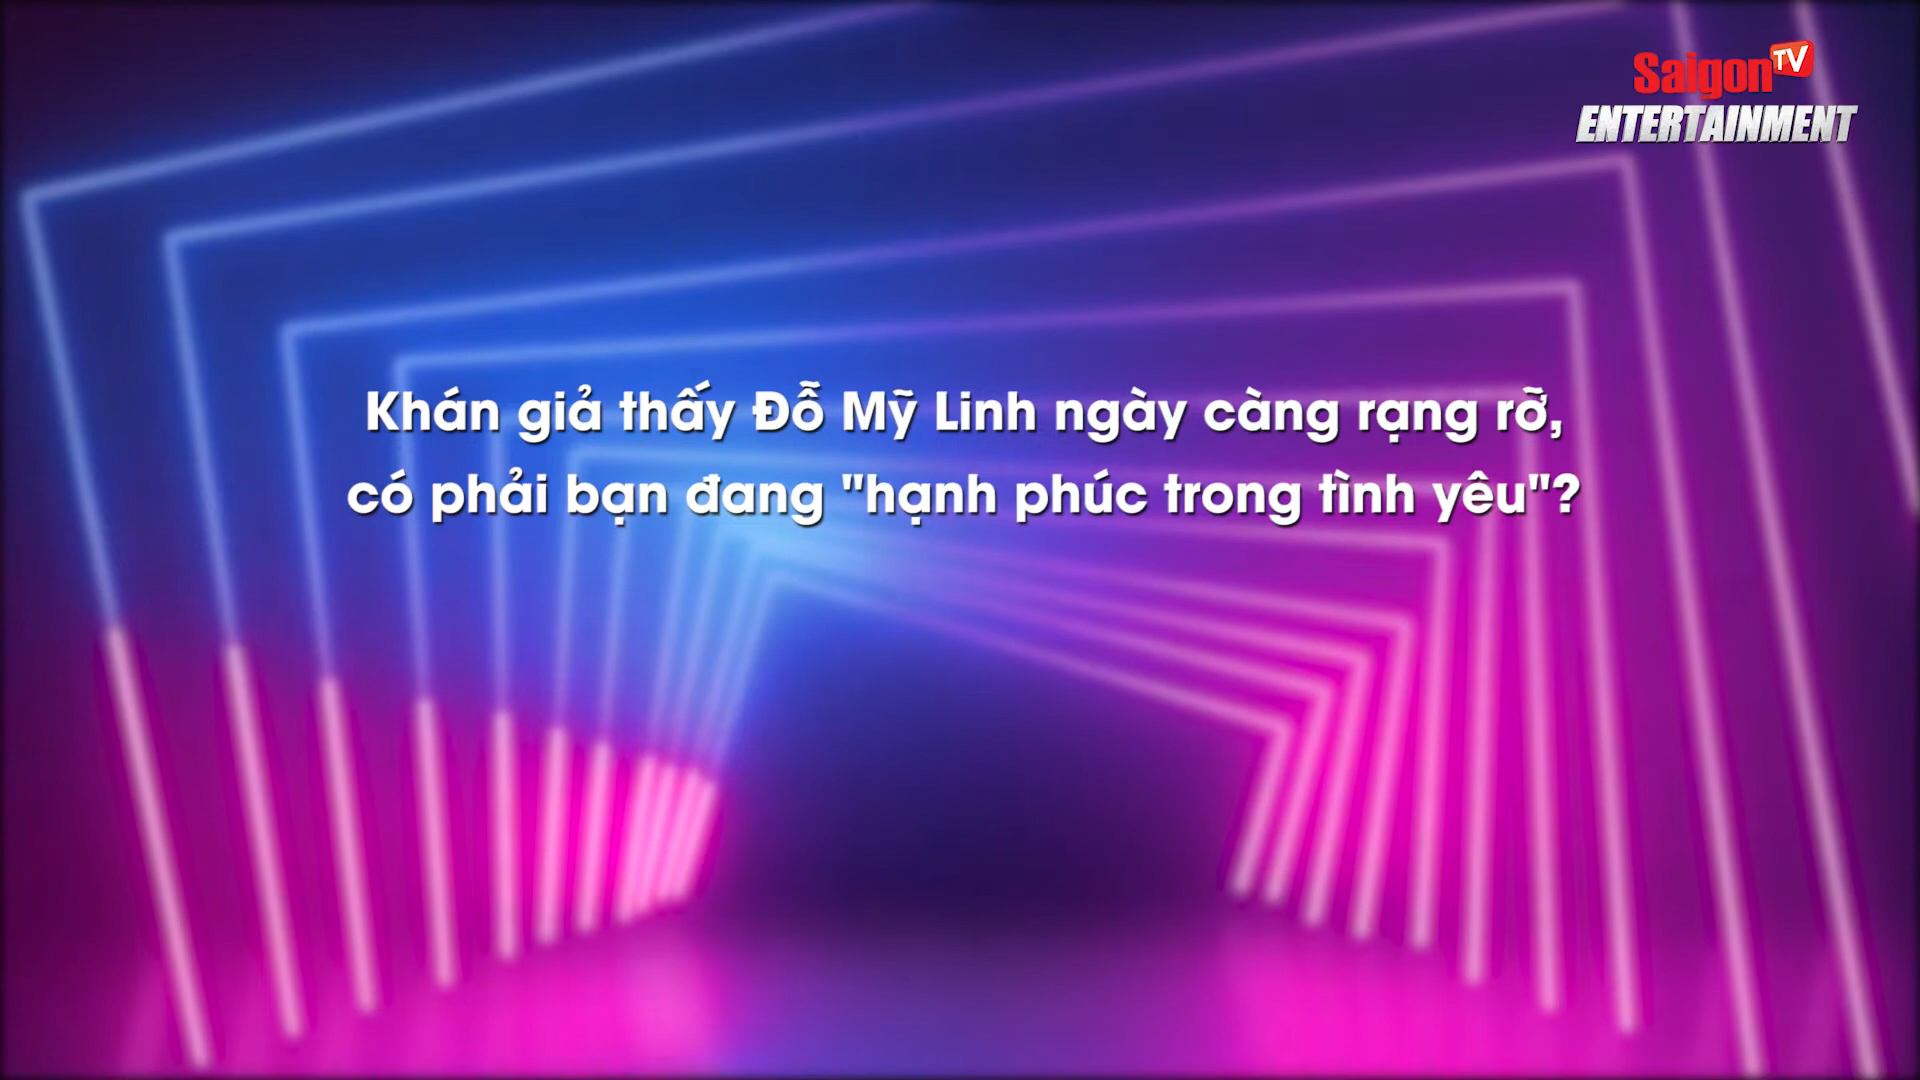 Saigon TV
ENTERTAINMENT
Khán giả thấy Đỗ Mỹ Linh ngày càng rạng rỡ,
có phải bạn đang "hạnh phúc trong tình yêu"?